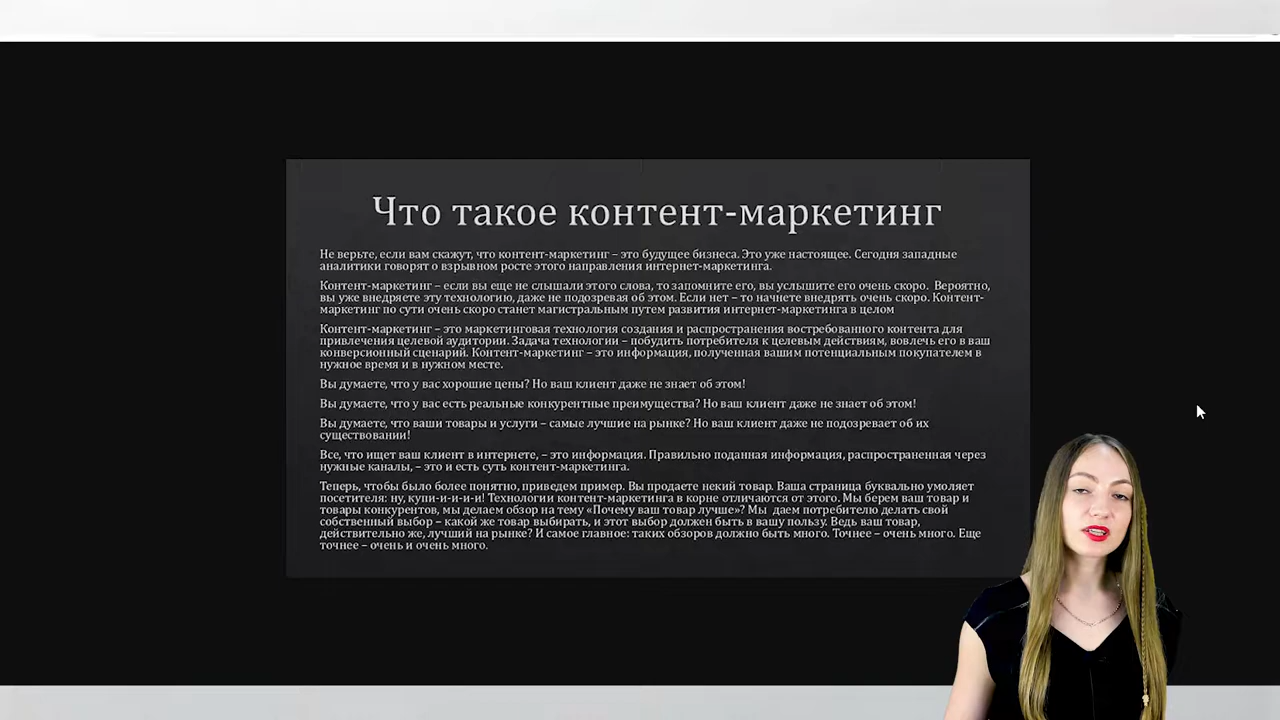 Что такое контент-маркетинг
Не верьте, если вам скажут, что контент-маркетинг – это будущее бизнеса. Это уже настоящее. Сегодня западные
аналитики говорят о взрывном росте этого направления интернет-маркетинга.
Контент-маркетинг – если вы еще не слышали этого слова, то запомните его, вы услышите его очень скоро. Вероятно,
вы уже внедряете эту технологию, даже не подозревая об этом. Если нет – то начнете внедрять очень скоро. Контент-
маркетинг по сути очень скоро станет магистральным путем развития интернет-маркетинга в целом
Контент-маркетинг – это маркетинговая технология создания и распространения востребованного контента для
привлечения целевой аудитории. Задача технологии – побудить потребителя к целевым действиям, вовлечь его в ваш
конверсионный сценарий. Контент-маркетинг – это информация, полученная вашим потенциальным покупателем в
нужное время и в нужном месте.
Вы думаете, что у вас хорошие цены? Но ваш клиент даже не знает об этом!
Вы думаете, что у вас есть реальные конкурентные преимущества? Но ваш клиент даже не знает об этом!
Вы думаете, что ваши товары и услуги – самые лучшие на рынке? Но ваш клиент даже не подозревает об их
существовании!
Все, что ищет ваш клиент в интернете, – это информация. Правильно поданная информация, распространенная через
нужные каналы, – это и есть суть контент-маркетинга.
Теперь, чтобы было более понятно, приведем пример. Вы продаете некий товар. Ваша страница буквально умоляет
посетителя: ну, купи-и-и-и-и! Технологии контент-маркетинга в корне отличаются от этого. Мы берем ваш товар и
товары конкурентов, мы делаем обзор на тему «Почему ваш товар лучше»? Мы даем потребителю делать свой
собственный выбор – какой же товар выбирать, и этот выбор должен быть в вашу пользу. Ведь ваш товар,
действительно же, лучший на рынке? И самое главное: таких обзоров должно быть много. Точнее – очень много. Еще
точнее – очень и очень много.